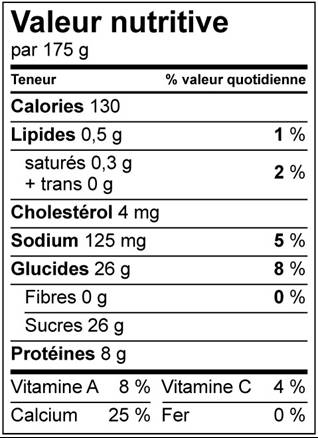 Valeur nutritive
par 175 g
Teneur % valeur quotidienne
Calories 130
Lipides 0,5 g 1 %
saturés 0,3 g
+ trans 0 g 2 %
Cholestérol 4 mg
Sodium 125 mg 5 %
Glucides 26 g 8 %
Fibres 0 g 0 %
Sucres 26 g
Protéines 8 g
Vitamine A 8 % Vitamine C 4 %
Calcium 25 % Fer 0 %